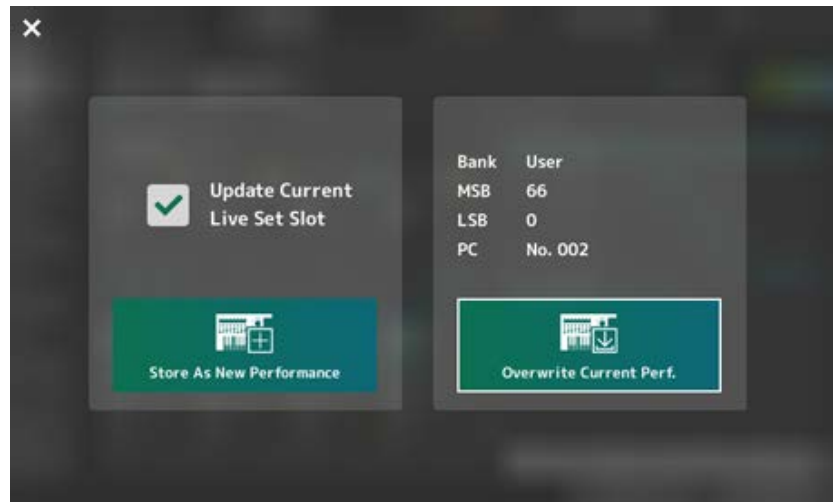 Update Current
Live Set Slot
Store As New Performance
Bank User
MSB 66
LSB 0
PC No. 002
Overwrite Current Perf.